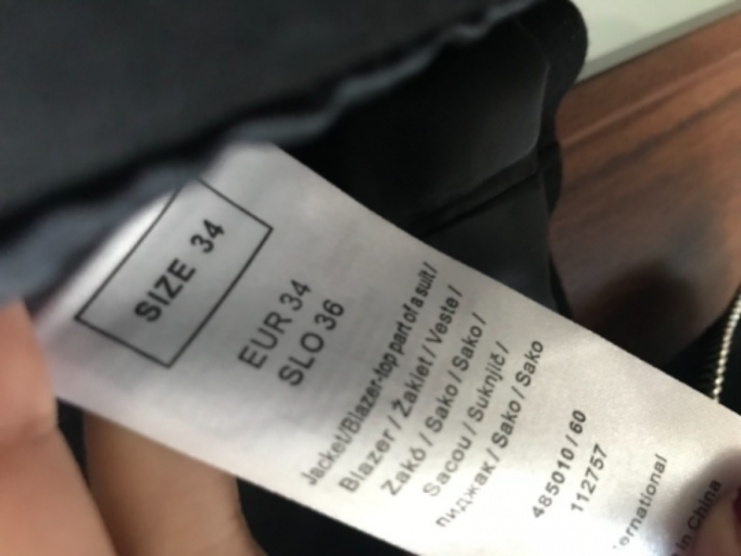 SIZE 34
EUR 34
SLO 36
Jacket/Blazer-top part of a suit/
Blazer / Žakiet / Veste /
Zakó / Sako / Sako /
Sacou / Suknjič /
пиджак / Sako / Sako
485010 / 60
112757
ernational
in China